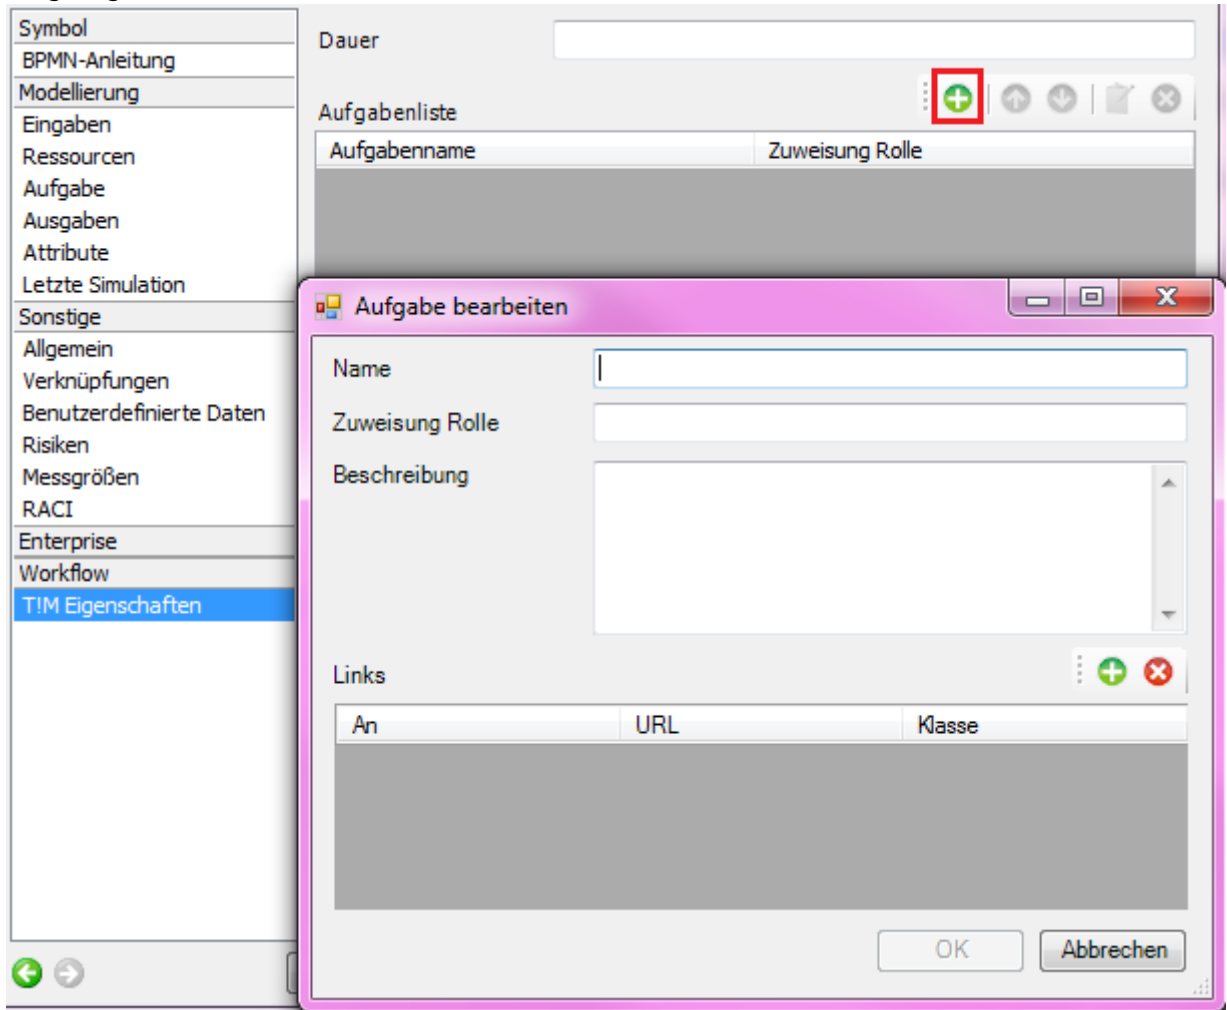 Symbol
BPMN-Anleitung
Modellierung
Eingaben
Ressourcen
Aufgabe
Ausgaben
Attribute
Letzte Simulation
Sonstige
Allgemein
Verknüpfungen
Benutzerdefinierte Daten
Risiken
Messgrößen
RACI
Enterprise
Workflow
T!M Eigenschaften
Dauer
Aufgabenliste
Aufgabenname Zuweisung Rolle
Aufgabe bearbeiten
Name
Zuweisung Rolle
Beschreibung
Links
An URL Klasse
OK Abbrechen